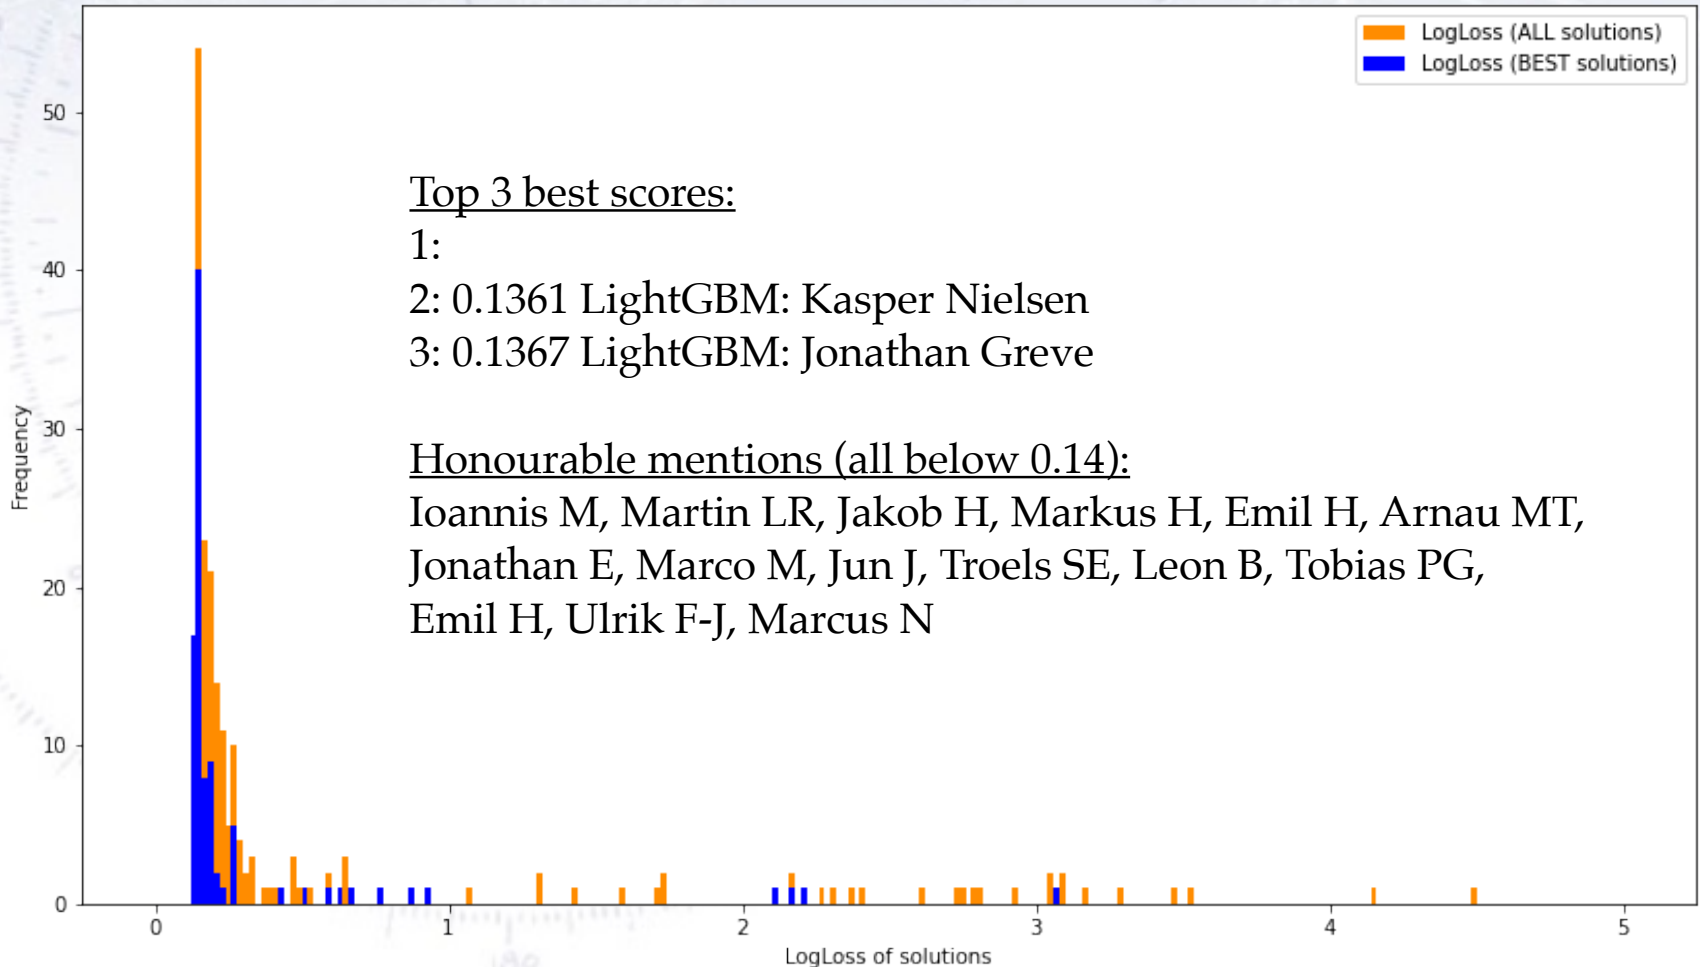 LogLoss (ALL solutions)
LogLoss (BEST solutions)
50
40
30
20
10
0
Frequency
Top 3 best scores:
1:
2: 0.1361 LightGBM: Kasper Nielsen
3: 0.1367 LightGBM: Jonathan Greve
Honourable mentions (all below 0.14):
Ioannis M, Martin LR, Jakob H, Markus H, Emil H, Arnau MT,
Jonathan E, Marco M, Jun J, Troels SE, Leon B, Tobias PG,
Emil H, Ulrik F-J, Marcus N
0 1 2 3 4 5
LogLoss of solutions